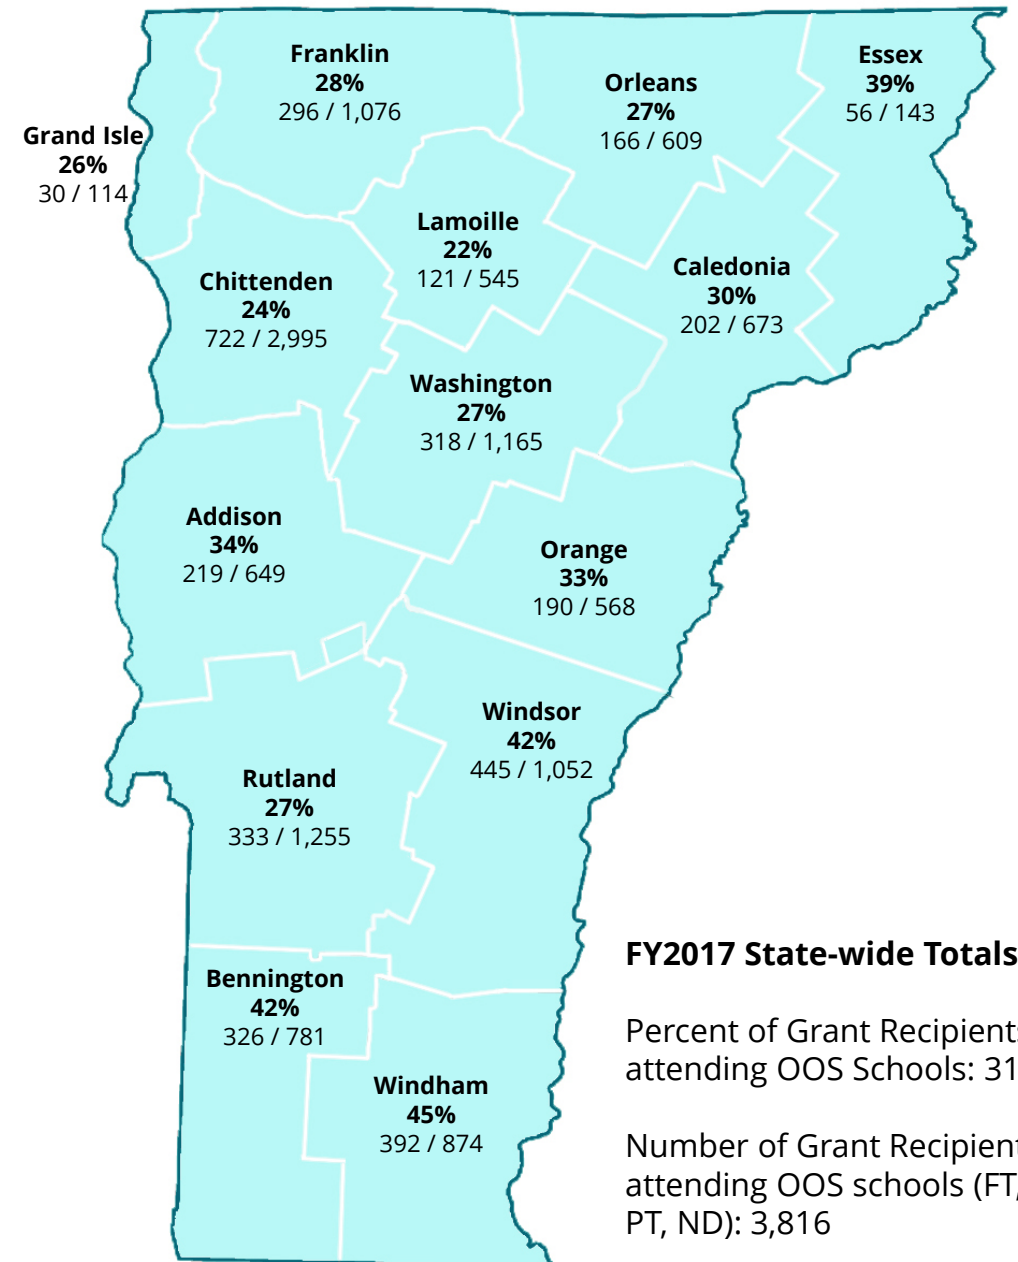 Franklin
28%
296 / 1,076
Orleans
27%
166 / 609
Essex
39%
56 / 143
Grand Isle
26%
30 / 114
Lamoille
22%
121 / 545
Chittenden
24%
722 / 2,995
Caledonia
30%
202 / 673
Washington
27%
318 / 1,165
Addison
34%
219 / 649
Orange
33%
190 / 568
Windsor
42%
445 / 1,052
Rutland
27%
333 / 1,255
Bennington
42%
326 / 781
Windham
45%
392 / 874
FY2017 State-wide Totals
Percent of Grant Recipients
attending OOS Schools: 31
Number of Grant Recipient
attending OOS schools (FT,
PT, ND): 3,816